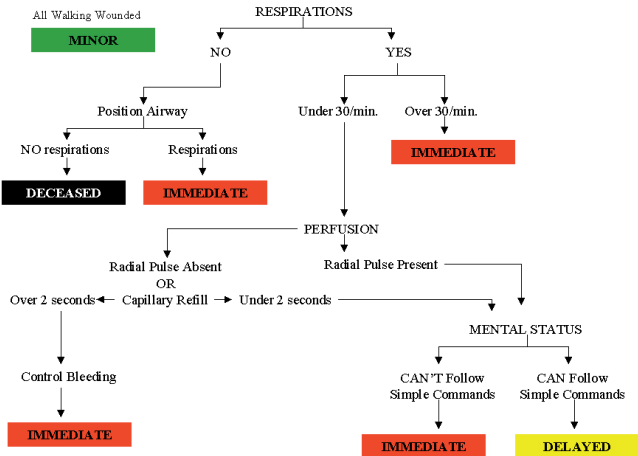 All Walking Wounded
MINOR
RESPIRATIONS
NO
YES
Position Airway
Under 30/min.
Over 30/min.
NO respirations
Respirations
IMMEDIATE
DECEASED
IMMEDIATE
PERFUSION
Radial Pulse Absent
OR
Radial Pulse Present
Over 2 seconds
Capillary Refill
Under 2 seconds
MENTAL STATUS
Control Bleeding
CAN'T Follow
Simple Commands
CAN Follow
Simple Commands
IMMEDIATE
IMMEDIATE
DELAYED